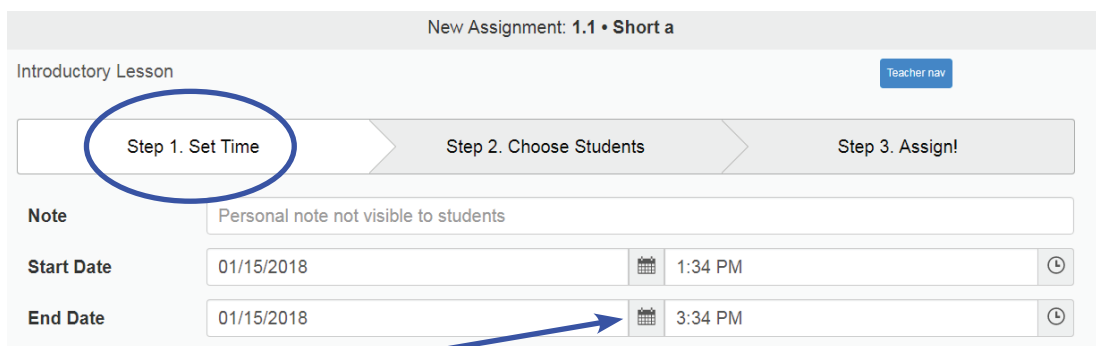 New Assignment: 1.1 • Short a
Introductory Lesson
Teacher nav
Step 1. Set Time
Step 2. Choose Students
Step 3. Assign!
Note
Personal note not visible to students
Start Date
01/15/2018
1:34 PM
End Date
01/15/2018
3:34 PM